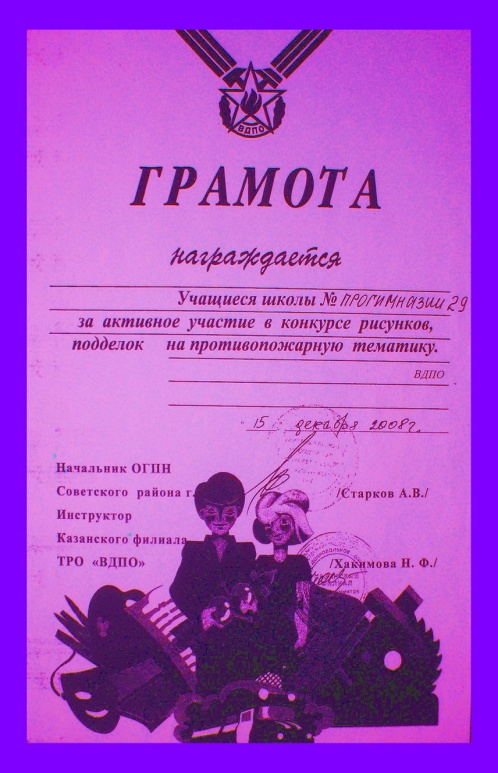 ВДПО
ГРАМОТА
награждается
Учащиеся школы № ПРОГИМНАЗИИ 29
за активное участие в конкурсе рисунков,
подделок на противопожарную тематику.
ВДПО
" 15 " декабря 2008г.
Начальник ОГПН
Советского района г. /Старков А.В./
Инструктор
Казанского филиала
ТРО «ВДПО» /Хакимова Н. Ф./